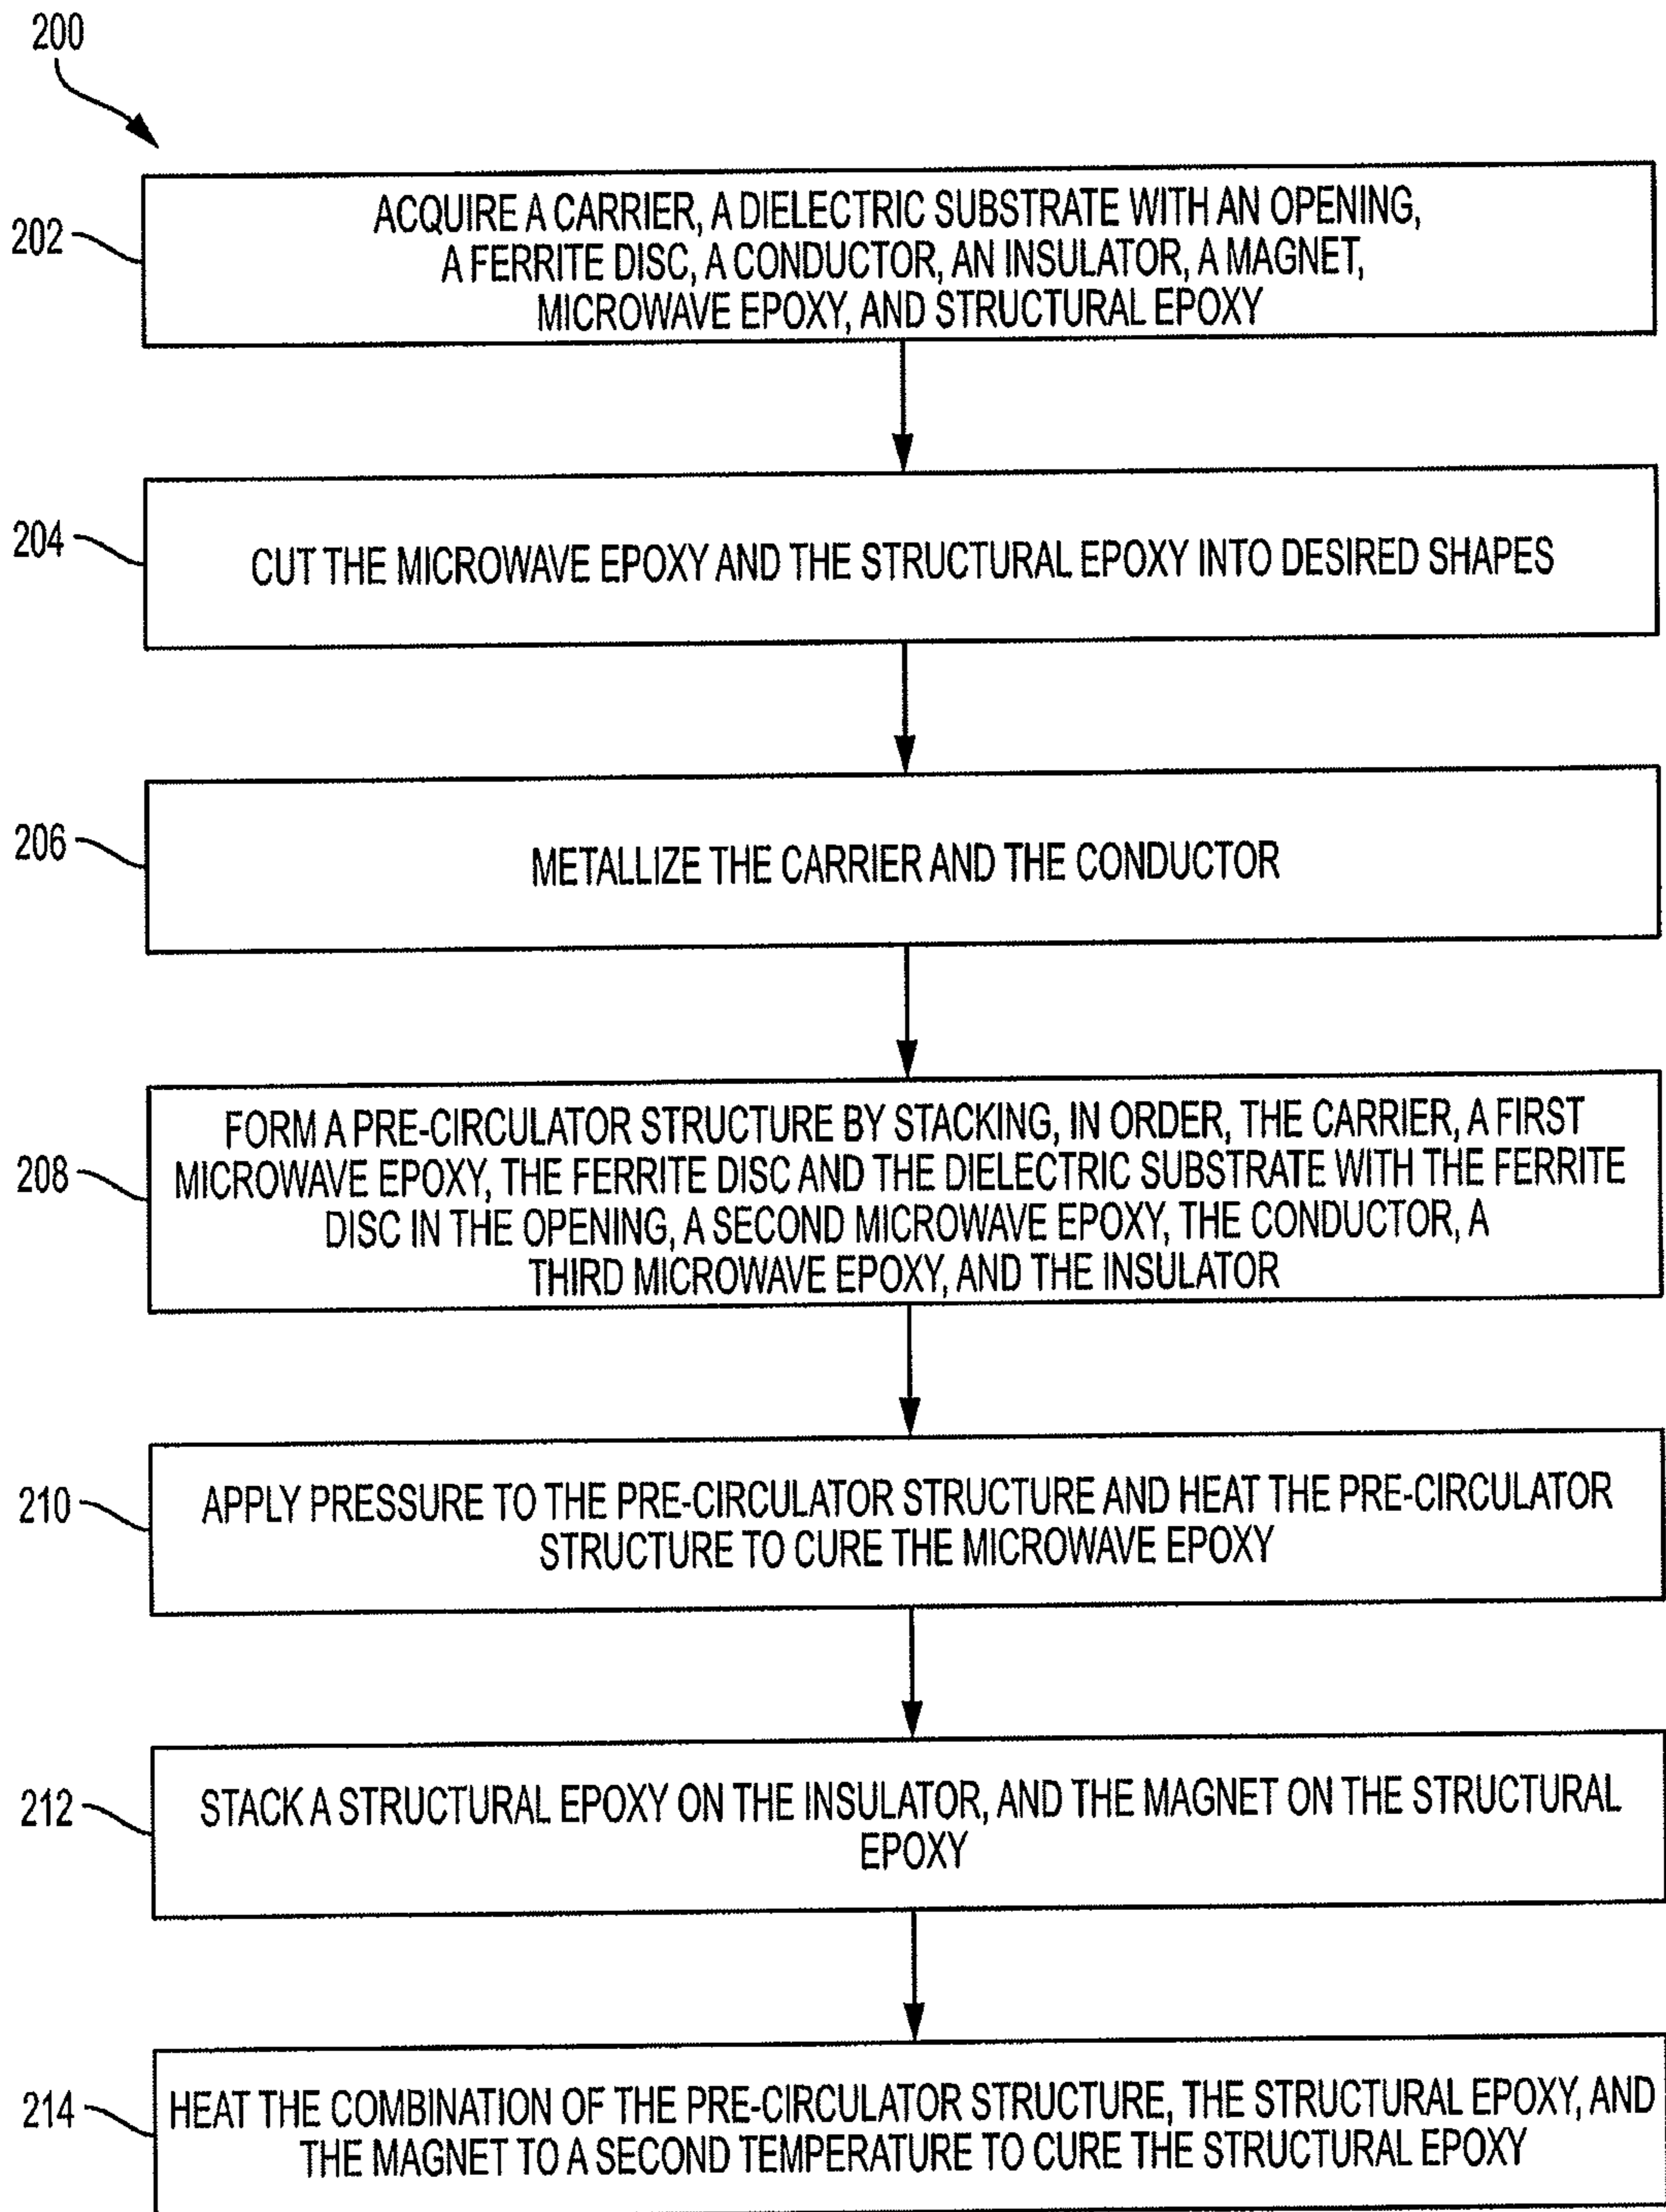 200
202
ACQUIRE A CARRIER, A DIELECTRIC SUBSTRATE WITH AN OPENING,
A FERRITE DISC, A CONDUCTOR, AN INSULATOR, A MAGNET,
MICROWAVE EPOXY, AND STRUCTURAL EPOXY
204
CUT THE MICROWAVE EPOXY AND THE STRUCTURAL EPOXY INTO DESIRED SHAPES
206
METALLIZE THE CARRIER AND THE CONDUCTOR
208
FORM A PRE-CIRCULATOR STRUCTURE BY STACKING, IN ORDER, THE CARRIER, A FIRST
MICROWAVE EPOXY, THE FERRITE DISC AND THE DIELECTRIC SUBSTRATE WITH THE FERRITE
DISC IN THE OPENING, A SECOND MICROWAVE EPOXY, THE CONDUCTOR, A
THIRD MICROWAVE EPOXY, AND THE INSULATOR
210
APPLY PRESSURE TO THE PRE-CIRCULATOR STRUCTURE AND HEAT THE PRE-CIRCULATOR
STRUCTURE TO CURE THE MICROWAVE EPOXY
212
STACK A STRUCTURAL EPOXY ON THE INSULATOR, AND THE MAGNET ON THE STRUCTURAL
EPOXY
214
HEAT THE COMBINATION OF THE PRE-CIRCULATOR STRUCTURE, THE STRUCTURAL EPOXY, AND
THE MAGNET TO A SECOND TEMPERATURE TO CURE THE STRUCTURAL EPOXY